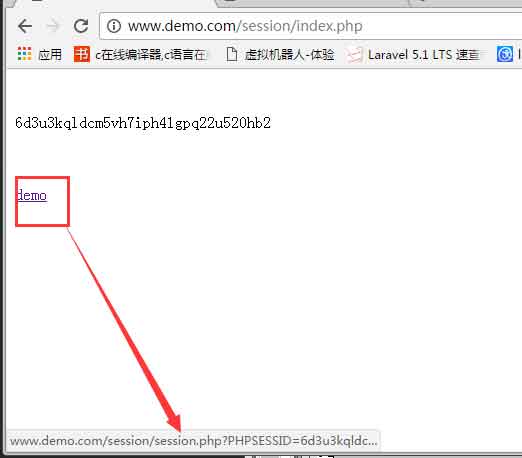 www.demo.com/session/index.php
应用 书 c在线编译器,c语言在 虚拟机器人-体验 Laravel 5.1 LTS 速查
6d3u3kqldcm5vh7iph41gpq22u520hb2
demo
www.demo.com/session/session.php?PHPSESSID=6d3u3kqldc...